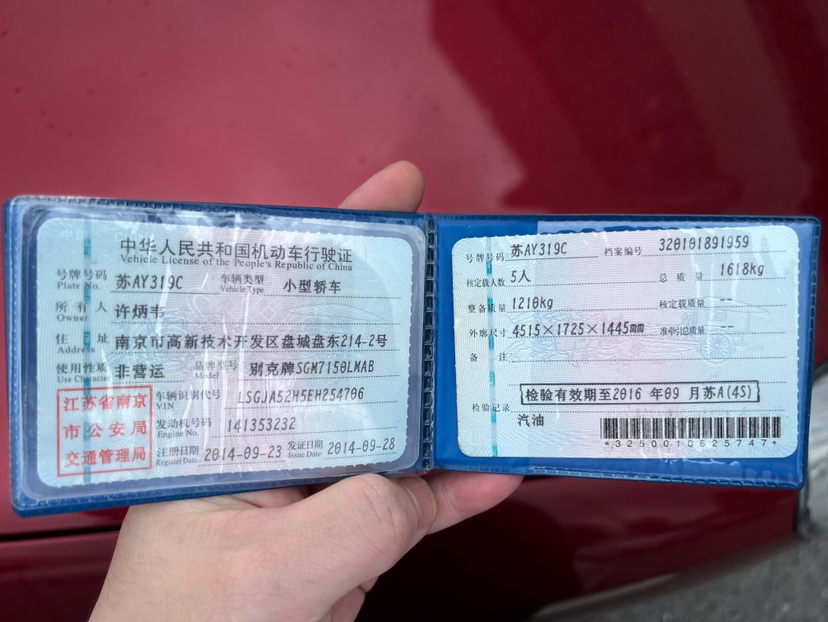 中华人民共和国机动车行驶证
Vehicle License of the People's Republic of China
号牌号码 苏AY319C 车辆类型 小型轿车
Plate No. Vehicle Type
所有人 许炳韦
Owner
住址 南京市高新技术开发区盘城盘东214-2号
Address
使用性质 非营运 品牌型号 别克牌SGM7150LMAB
Use Character Model
江苏省南京
市公安局
交通管理局
车辆识别代号 LSGJA52H5EH254706
VIN
发动机号码 141353232
Engine No.
注册日期 2014-09-23 发证日期 2014-09-28
Register Date Issue Date
号牌号码 苏AY319C 档案编号 320101891959
核定载人数 5人 总质量 1618kg
整备质量 1210kg 核定载质量 --
外廓尺寸 4515×1725×1445mm 准牵引总质量 --
备注
检验有效期至2016年09月苏A(4S)
检验记录
汽油
*3250010625747*